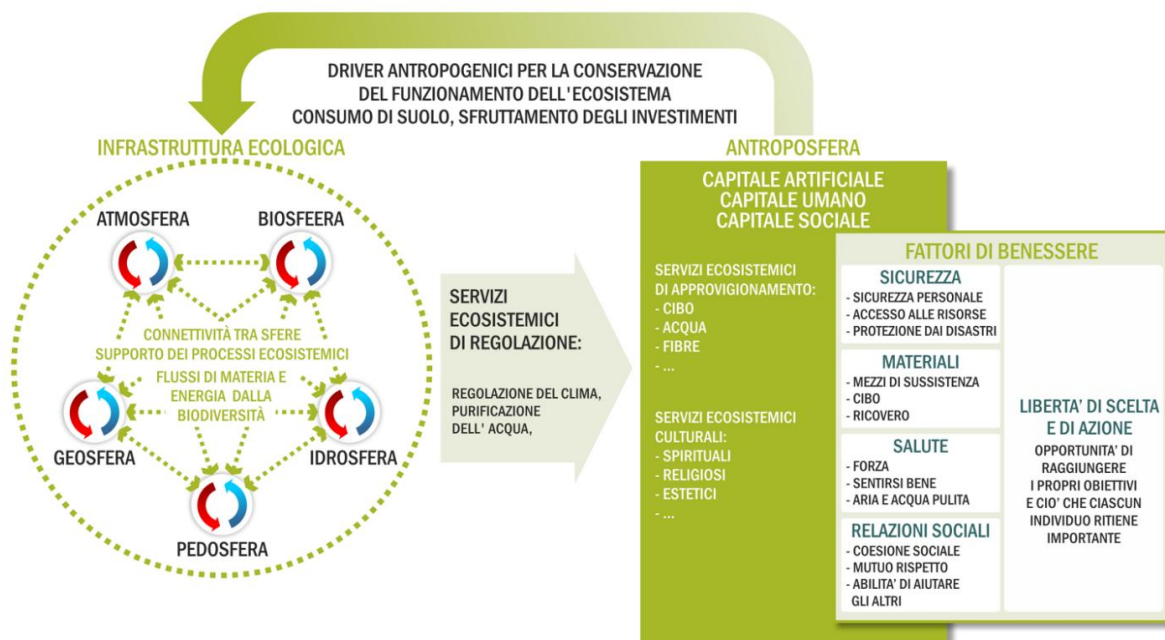 DRIVER ANTROPOGENICI PER LA CONSERVAZIONE
DEL FUNZIONAMENTO DELL'ECOSISTEMA
CONSUMO DI SUOLO, SFRUTTAMENTO DEGLI INVESTIMENTI
INFRASTRUTTURA ECOLOGICA
ATMOSFERA
BIOSFEERA
CONNETTIVITÀ TRA SFERE
SUPPORTO DEI PROCESSI ECOSISTEMICI
FLUSSI DI MATERIA E
ENERGIA DALLA
BIODIVERSITÀ
GEOSFERA
IDROSFERA
PEDOSFERA
SERVIZI
ECOSISTEMICI
DI REGOLAZIONE:
REGOLAZIONE DEL CLIMA,
PURIFICAZIONE
DELL' ACQUA,
ANTROPOSFERA
CAPITALE ARTIFICIALE
CAPITALE UMANO
CAPITALE SOCIALE
SERVIZI ECOSISTEMICI
DI APPROVIGIONAMENTO:
- CIBO
- ACQUA
- FIBRE
- ...
SERVIZI ECOSISTEMICI
CULTURALI:
- SPIRITUALI
- RELIGIOSI
- ESTETICI
- ...
FATTORI DI BENESSERE
SICUREZZA
- SICUREZZA PERSONALE
- ACCESSO ALLE RISORSE
- PROTEZIONE DAI DISASTRI
MATERIALI
- MEZZI DI SUSSISTENZA
- CIBO
- RICOVERO
SALUTE
- FORZA
- SENTIRSI BENE
- ARIA E ACQUA PULITA
RELAZIONI SOCIALI
- COESIONE SOCIALE
- MUTUO RISPETTO
- ABILITA' DI AIUTARE
GLI ALTRI
LIBERTA' DI SCELTA
E DI AZIONE
OPPORTUNITA' DI
RAGGIUNGERE
I PROPRI OBIETTIVI
E CIO' CHE CIASCUN
INDIVIDUO RITIENE
IMPORTANTE